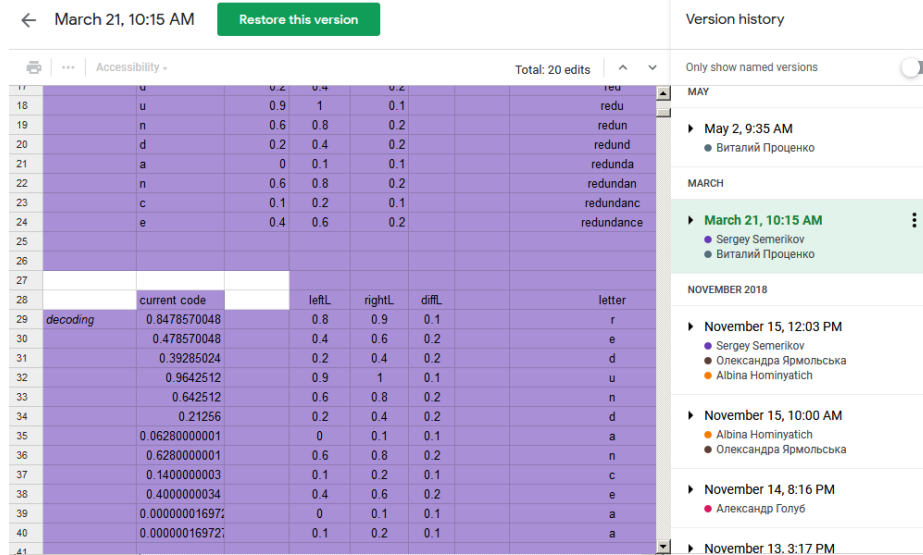 March 21, 10:15 AM Restore this version Version history
Accessibility Total: 20 edits Only show named versions
17 d 0.2 0.4 0.2 red
18 u 0.9 1 0.1 redu
19 n 0.6 0.8 0.2 redun
20 d 0.2 0.4 0.2 redund
21 a 0 0.1 0.1 redunda
22 n 0.6 0.8 0.2 redundan
23 c 0.1 0.2 0.1 redundanc
24 e 0.4 0.6 0.2 redundance
25
26
27
28 current code leftL rightL diffL letter
29 decoding 0.8478570048 0.8 0.9 0.1 r
30 0.478570048 0.4 0.6 0.2 e
31 0.39285024 0.2 0.4 0.2 d
32 0.9642512 0.9 1 0.1 u
33 0.642512 0.6 0.8 0.2 n
34 0.21256 0.2 0.4 0.2 d
35 0.06280000001 0 0.1 0.1 a
36 0.6280000001 0.6 0.8 0.2 n
37 0.1400000003 0.1 0.2 0.1 c
38 0.4000000034 0.4 0.6 0.2 e
39 0.00000001697 0 0.1 0.1 a
40 0.00000016972 0.1 0.2 0.1 a
41
MAY
May 2, 9:35 AM
Виталий Проценко
MARCH
March 21, 10:15 AM
Sergey Semerikov
Виталий Проценко
NOVEMBER 2018
November 15, 12:03 PM
Sergey Semerikov
Олександра Ярмольська
Albina Hominyatich
November 15, 10:00 AM
Albina Hominyatich
Олександра Ярмольська
November 14, 8:16 PM
Александр Голуб
November 13, 3:17 PM